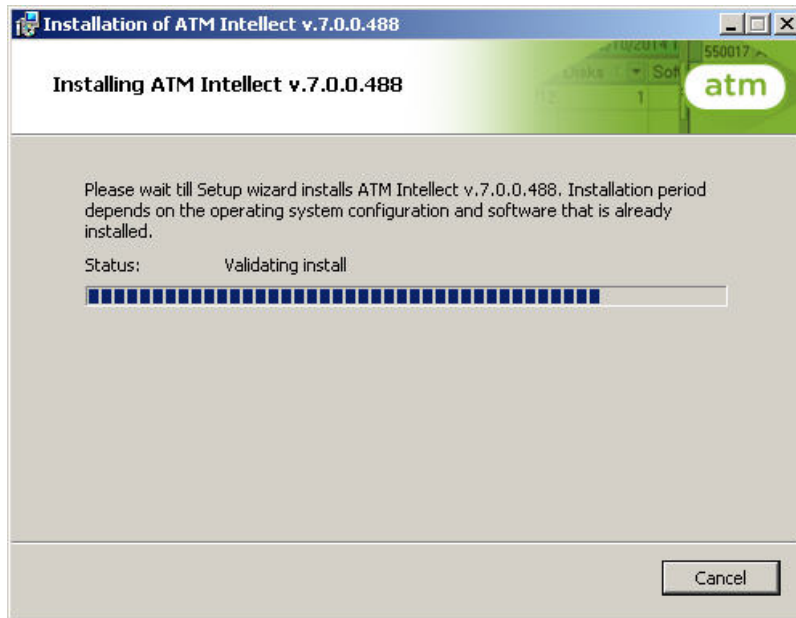 Installation of ATM Intellect v.7.0.0.488
550017
Installing ATM Intellect v.7.0.0.488
atm
1
Please wait till Setup wizard installs ATM Intellect v.7.0.0.488. Installation period
depends on the operating system configuration and software that is already
installed.
Status: Validating install
Cancel